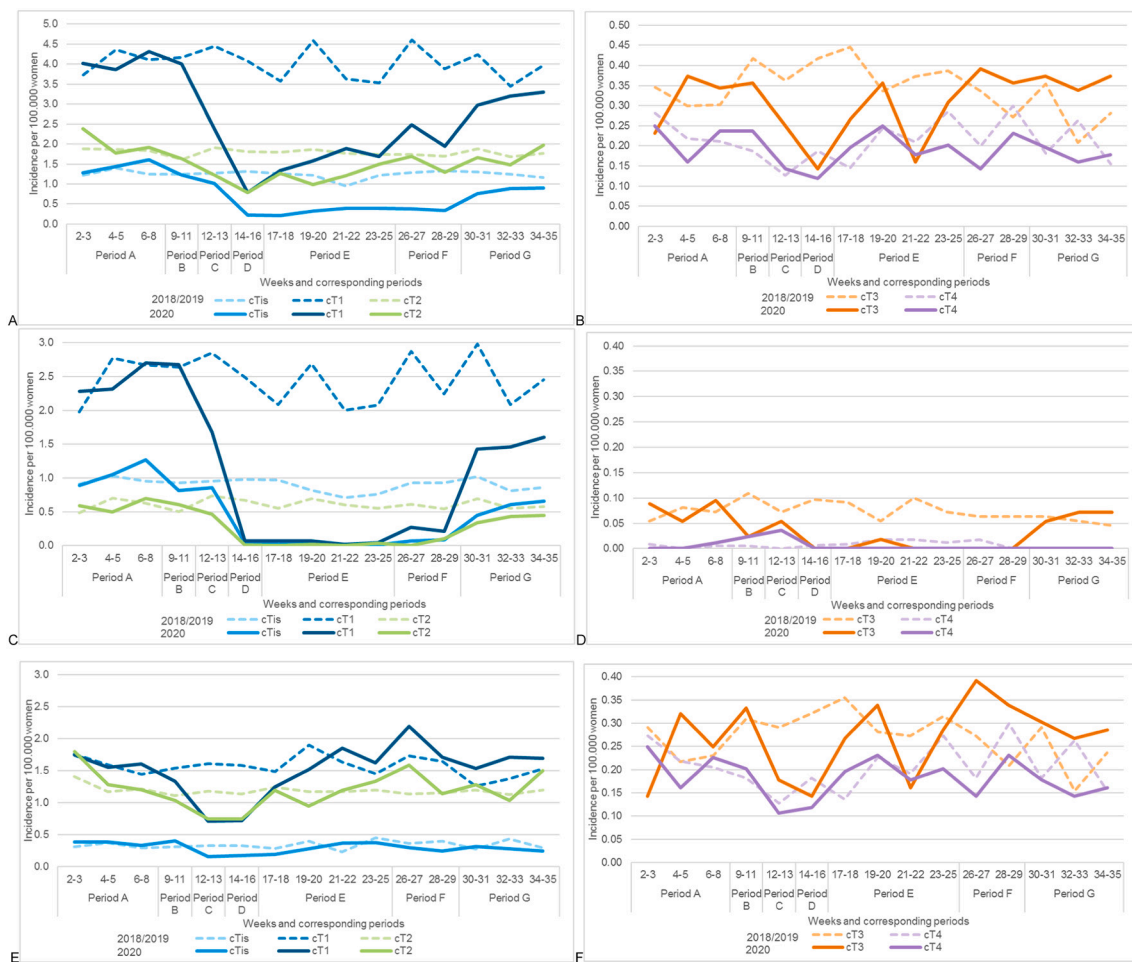 5.0
4.5
4.0
3.5
3.0
2.5
2.0
1.5
1.0
0.5
0.0
Incidence per 100.000 women
2-3 4-5 6-8 9-11 12-13 14-16 17-18 19-20 21-22 23-25 26-27 28-29 30-31 32-33 34-35
Period A Period B Period C Period D Period E Period F Period G
Weeks and corresponding periods
2018/2019 cTis cT1 cT2
2020 cTis cT1 cT2
A
0.50
0.45
0.40
0.35
0.30
0.25
0.20
0.15
0.10
0.05
0.00
Incidence per 100.000 women
2-3 4-5 6-8 9-11 12-13 14-16 17-18 19-20 21-22 23-25 26-27 28-29 30-31 32-33 34-35
Period A Period B Period C Period D Period E Period F Period G
Weeks and corresponding periods
2018/2019 cT3 cT4
2020 cT3 cT4
B
3.0
2.5
2.0
1.5
1.0
0.5
0.0
Incidence per 100.000 women
2-3 4-5 6-8 9-11 12-13 14-16 17-18 19-20 21-22 23-25 26-27 28-29 30-31 32-33 34-35
Period A Period B Period C Period D Period E Period F Period G
Weeks and corresponding periods
2018/2019 cTis cT1 cT2
2020 cTis cT1 cT2
C
0.40
0.35
0.30
0.25
0.20
0.15
0.10
0.05
0.00
Incidence per 100.000 women
2-3 4-5 6-8 9-11 12-13 14-16 17-18 19-20 21-22 23-25 26-27 28-29 30-31 32-33 34-35
Period A Period B Period C Period D Period E Period F Period G
Weeks and corresponding periods
2018/2019 cT3 cT4
2020 cT3 cT4
D
3.0
2.5
2.0
1.5
1.0
0.5
0.0
Incidence per 100.000 women
2-3 4-5 6-8 9-11 12-13 14-16 17-18 19-20 21-22 23-25 26-27 28-29 30-31 32-33 34-35
Period A Period B Period C Period D Period E Period F Period G
Weeks and corresponding periods
2018/2019 cTis cT1 cT2
2020 cTis cT1 cT2
E
0.40
0.35
0.30
0.25
0.20
0.15
0.10
0.05
0.00
Incidence per 100.000 women
2-3 4-5 6-8 9-11 12-13 14-16 17-18 19-20 21-22 23-25 26-27 28-29 30-31 32-33 34-35
Period A Period B Period C Period D Period E Period F Period G
Weeks and corresponding periods
2018/2019 cT3 cT4
2020 cT3 cT4
F